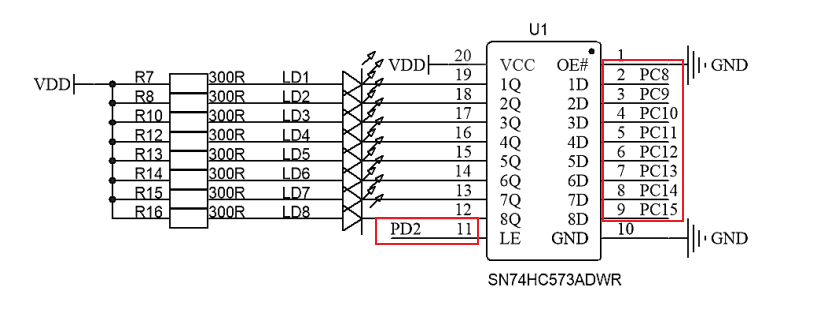 U1
VDD 20 VCC OE# 1 GND
VDD R7 300R LD1 19 1Q 1D 2 PC8
R8 300R LD2 18 2Q 2D 3 PC9
R10 300R LD3 17 3Q 3D 4 PC10
R12 300R LD4 16 4Q 4D 5 PC11
R13 300R LD5 15 5Q 5D 6 PC12
R14 300R LD6 14 6Q 6D 7 PC13
R15 300R LD7 13 7Q 7D 8 PC14
R16 300R LD8 12 8Q 8D 9 PC15
PD2 11 LE GND 10 GND
SN74HC573ADWR